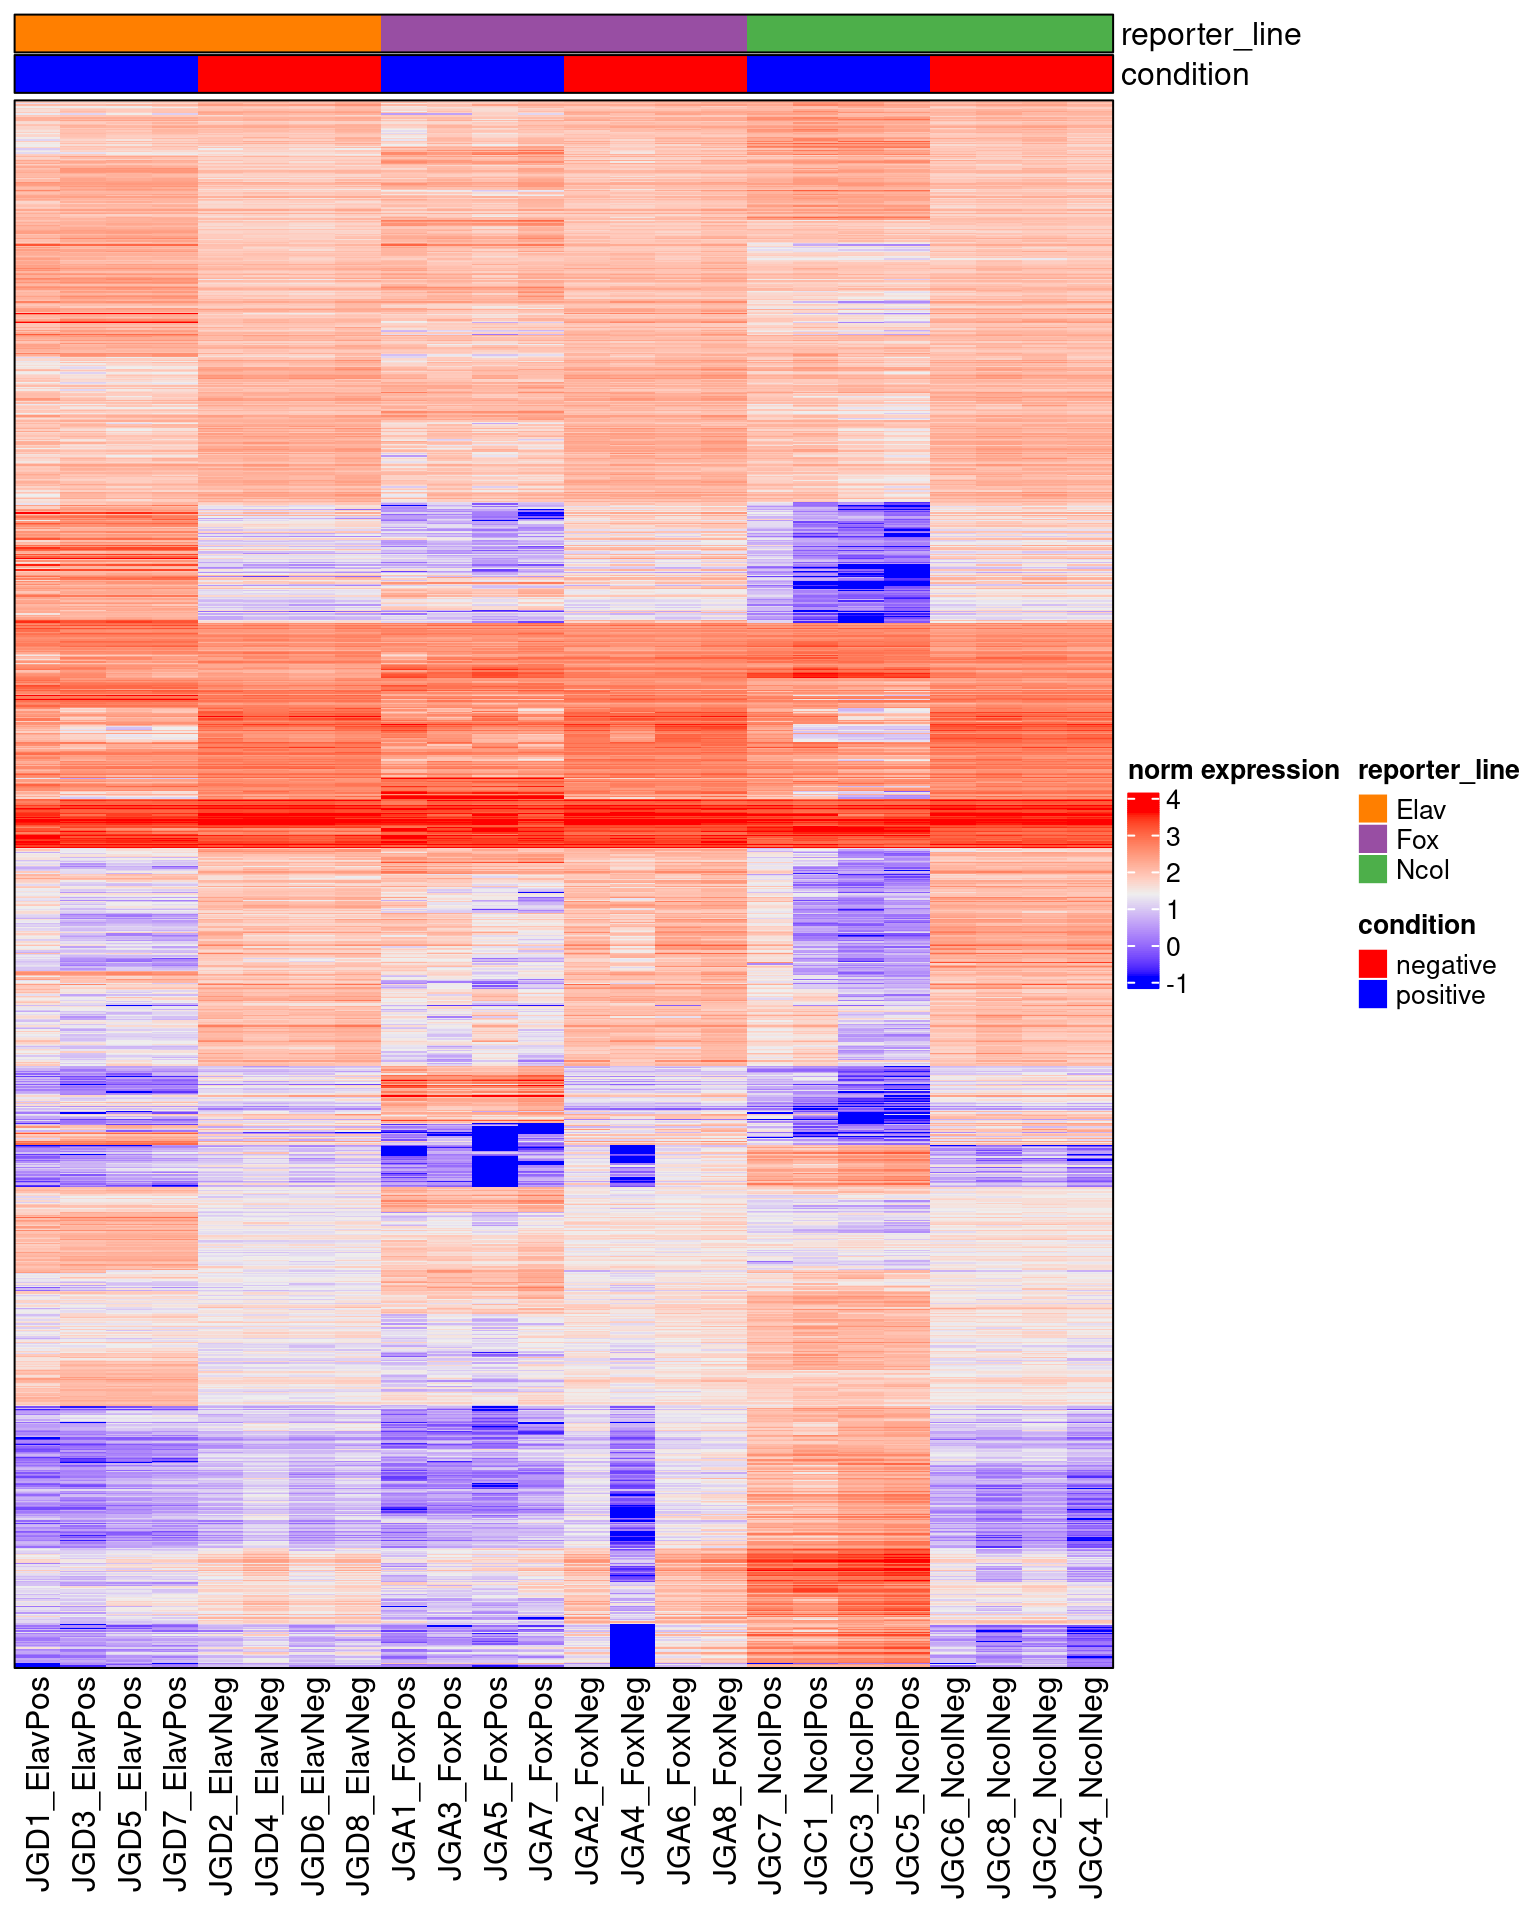 reporter_line
condition
norm expression
4
3
2
1
0
-1
reporter_line
Elav
Fox
Ncol
condition
negative
positive
JGD1_ElavPos
JGD3_ElavPos
JGD5_ElavPos
JGD7_ElavPos
JGD2_ElavNeg
JGD4_ElavNeg
JGD6_ElavNeg
JGD8_ElavNeg
JGA1_FoxPos
JGA3_FoxPos
JGA5_FoxPos
JGA7_FoxPos
JGA2_FoxNeg
JGA4_FoxNeg
JGA6_FoxNeg
JGA8_FoxNeg
JGC7_NcolPos
JGC1_NcolPos
JGC3_NcolPos
JGC5_NcolPos
JGC6_NcolNeg
JGC8_NcolNeg
JGC2_NcolNeg
JGC4_NcolNeg